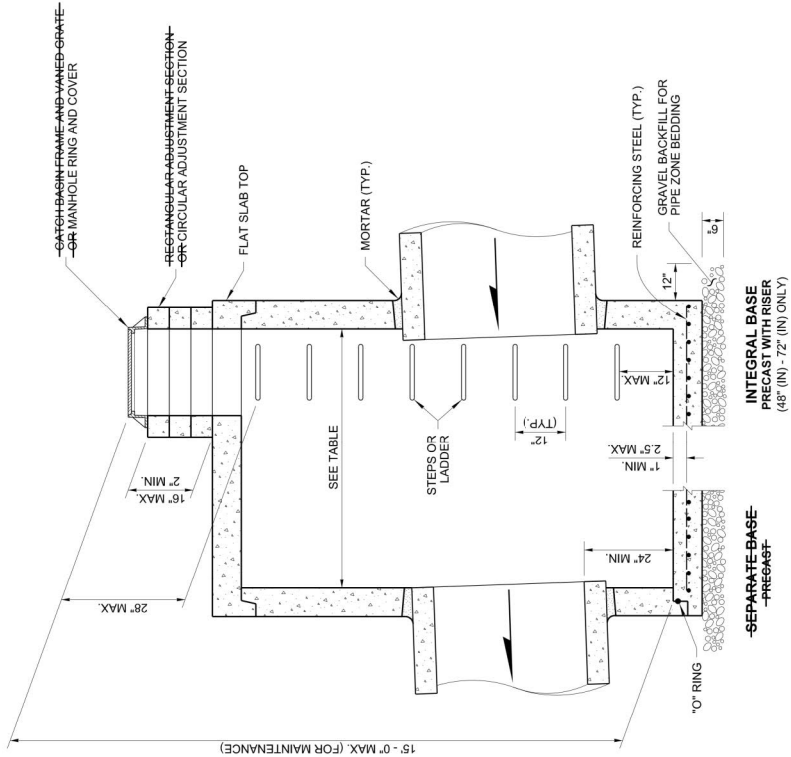 CATCH BASIN FRAME AND VANED GRATE
OR MANHOLE RING AND COVER
RECTANGULAR ADJUSTMENT SECTION
OR CIRCULAR ADJUSTMENT SECTION
FLAT SLAB TOP
MORTAR (TYP.)
REINFORCING STEEL (TYP.)
GRAVEL BACKFILL FOR
PIPE ZONE BEDDING
28" MAX.
16" MAX.
2" MIN.
SEE TABLE
STEPS OR
LADDER
12"
(TYP.)
12" MAX.
24" MIN.
1" MIN.
2.5" MAX.
12"
6"
15' - 0" MAX. (FOR MAINTENANCE)
"O" RING
SEPARATE BASE
PRECAST
INTEGRAL BASE
PRECAST WITH RISER
(48" (IN) - 72" (IN) ONLY)